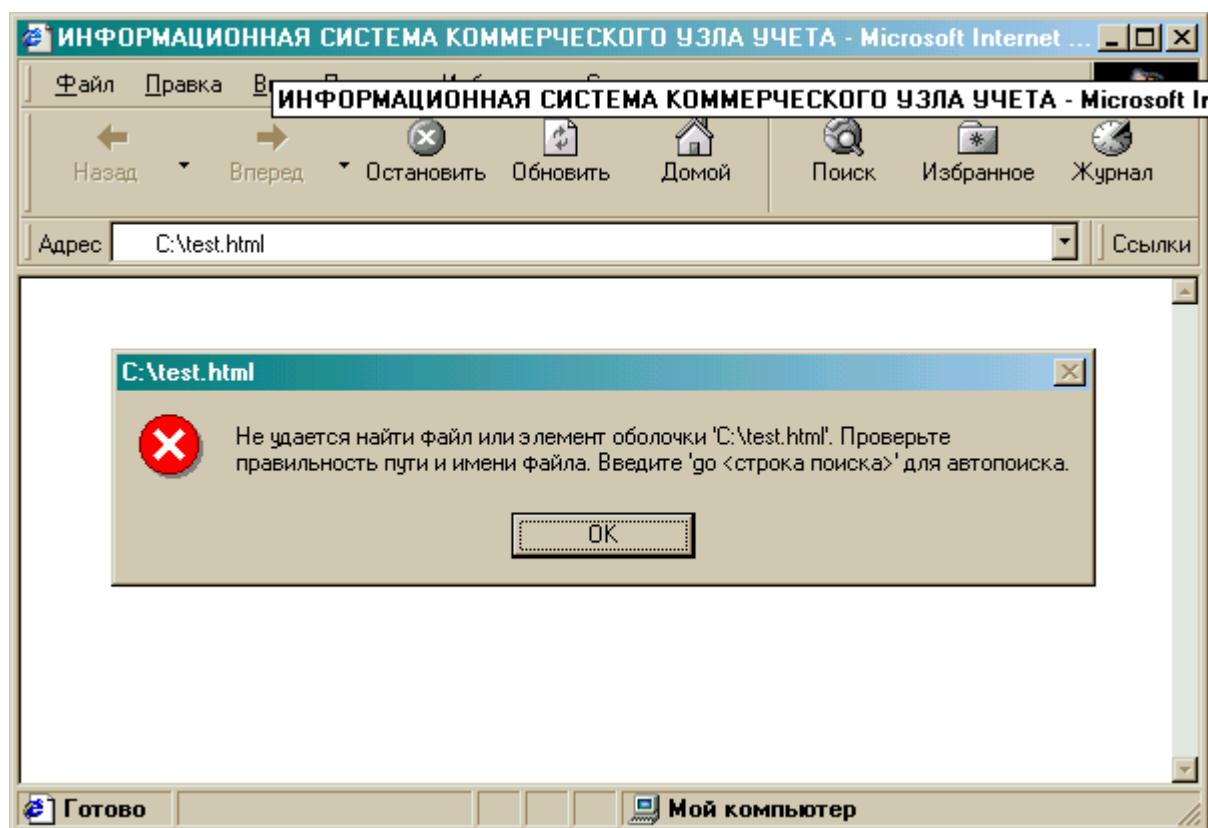 ИНФОРМАЦИОННАЯ СИСТЕМА КОММЕРЧЕСКОГО УЗЛА УЧЕТА - Microsoft Internet ...
Файл Правка
ИНФОРМАЦИОННАЯ СИСТЕМА КОММЕРЧЕСКОГО УЗЛА УЧЕТА - Microsoft
Назад Вперед Остановить Обновить Домой Поиск Избранное Журнал
Адрес C:\test.html Ссылки
C:\test.html
Не удается найти файл или элемент оболочки 'C:\test.html'. Проверьте
правильность пути и имени файла. Введите 'go <строка поиска>' для автопоиска.
OK
Готово Мой компьютер